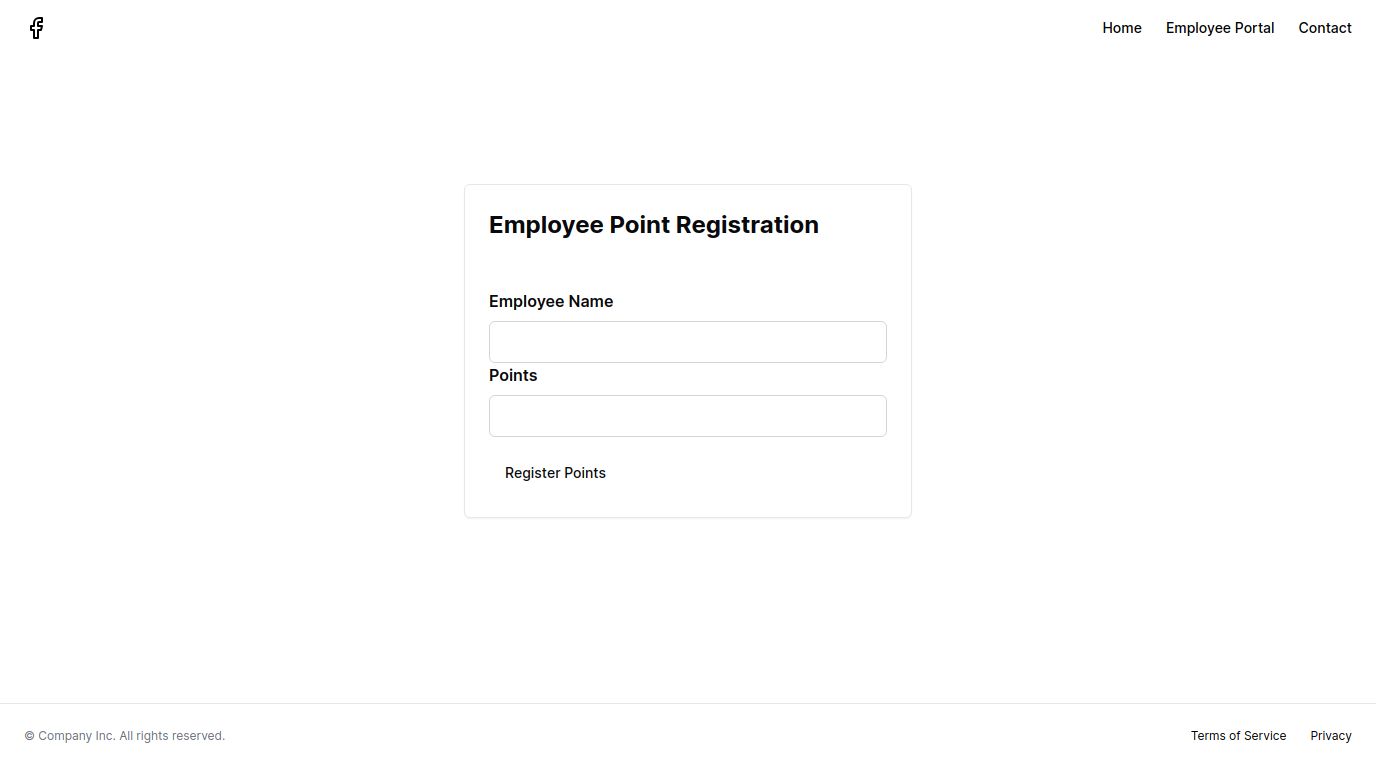 Home Employee Portal Contact
Employee Point Registration
Employee Name
Points
Register Points
© Company Inc. All rights reserved. Terms of Service Privacy